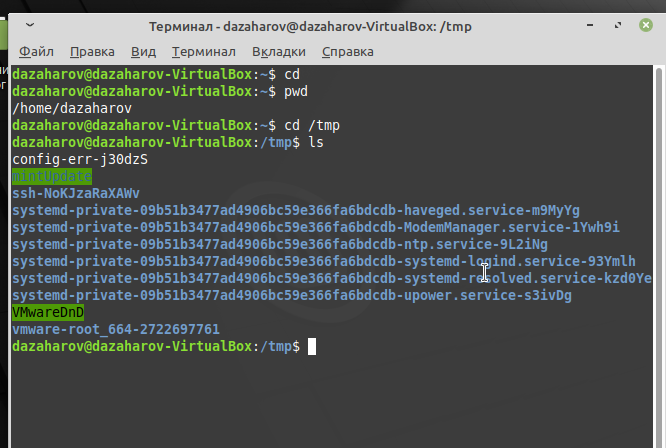 Терминал - dazaharov@dazaharov-VirtualBox: /tmp
Файл Правка Вид Терминал Вкладки Справка
dazaharov@dazaharov-VirtualBox:~$ cd
dazaharov@dazaharov-VirtualBox:~$ pwd
/home/dazaharov
dazaharov@dazaharov-VirtualBox:~$ cd /tmp
dazaharov@dazaharov-VirtualBox:/tmp$ ls
config-err-j30dzS
mintUpdate
ssh-NoKJzaRaXAWv
systemd-private-09b51b3477ad4906bc59e366fa6bdcdb-haveged.service-m9MyYg
systemd-private-09b51b3477ad4906bc59e366fa6bdcdb-ModemManager.service-1Ywh9i
systemd-private-09b51b3477ad4906bc59e366fa6bdcdb-ntp.service-9L2iNg
systemd-private-09b51b3477ad4906bc59e366fa6bdcdb-systemd-logind.service-93Ymlh
systemd-private-09b51b3477ad4906bc59e366fa6bdcdb-systemd-resolved.service-kzd0Ye
systemd-private-09b51b3477ad4906bc59e366fa6bdcdb-upower.service-s3ivDg
VMwareDnD
vmware-root_664-2722697761
dazaharov@dazaharov-VirtualBox:/tmp$